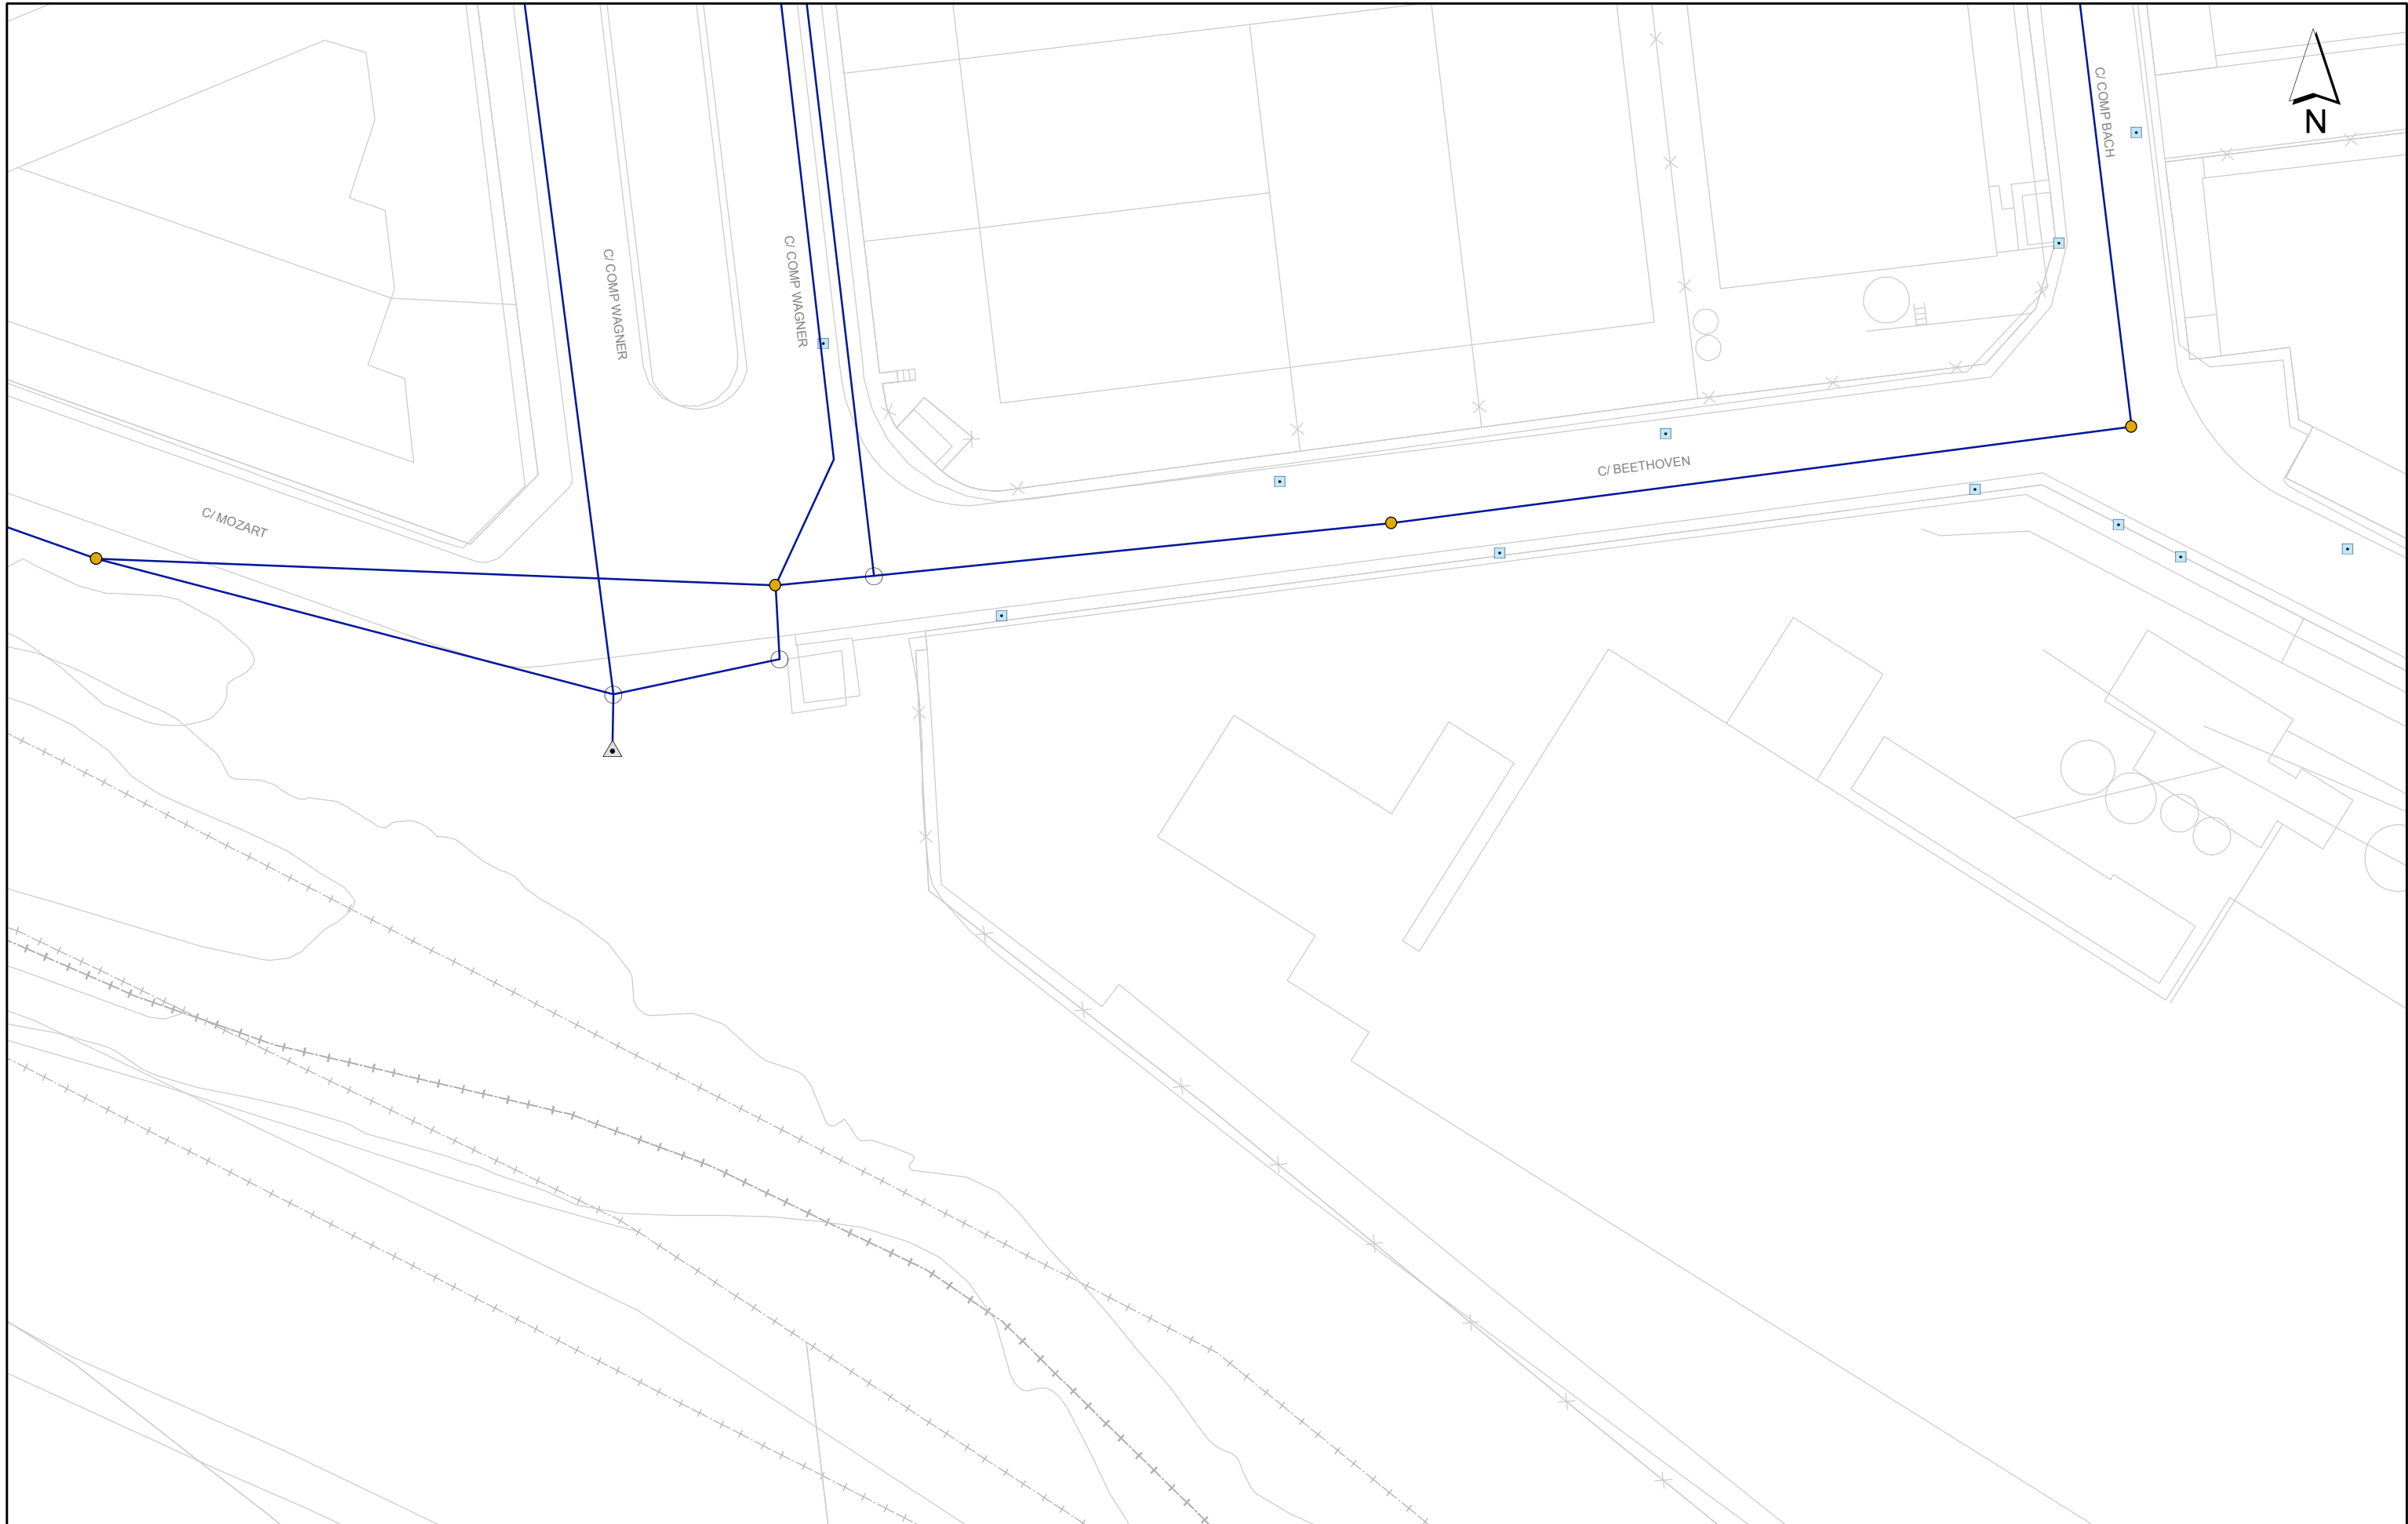 C/ COMP BACH
N
C/ COMP WAGNER
C/ COMP WAGNER
C/ BEETHOVEN
C/ MOZART